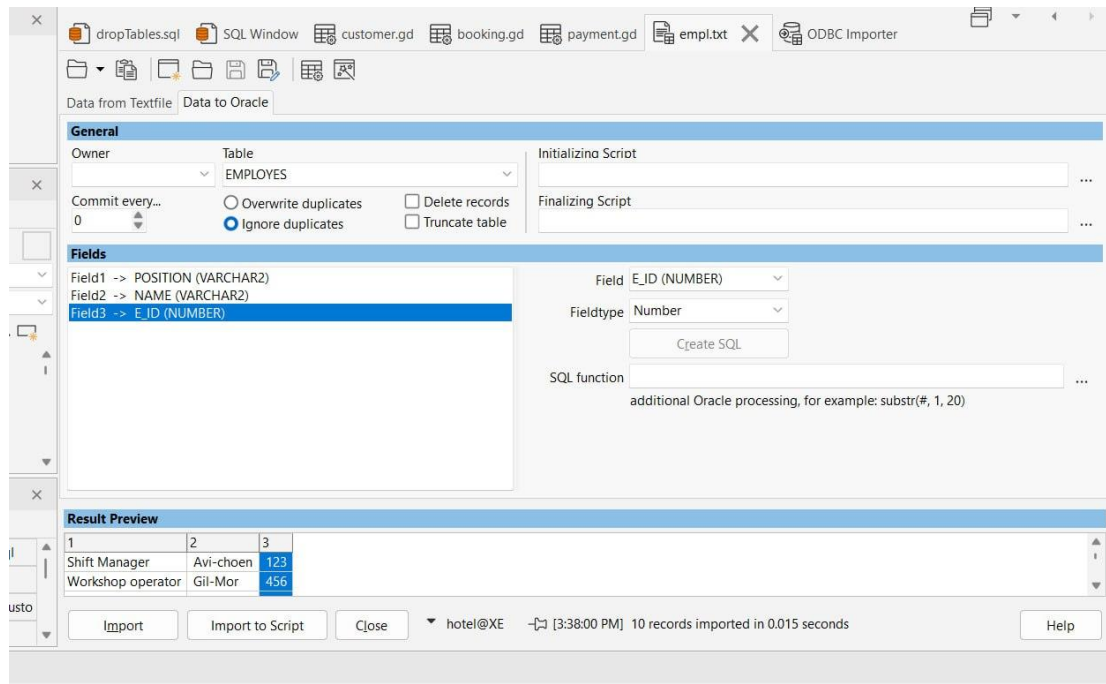 dropTables.sql SQL Window customer.gd booking.gd payment.gd empl.txt ODBC Importer
Data from Textfile Data to Oracle
General
Owner Table Initializing Script
EMPLOYES
...
Commit every... Overwrite duplicates Delete records Finalizing Script
0 Ignore duplicates Truncate table
...
Fields
Field1 -> POSITION (VARCHAR2)
Field2 -> NAME (VARCHAR2)
Field3 -> E_ID (NUMBER)
Field E_ID (NUMBER)
Fieldtype Number
Create SQL
SQL function ...
additional Oracle processing, for example: substr(#, 1, 20)
Result Preview
1 2 3
Shift Manager Avi-choen 123
Workshop operator Gil-Mor 456
usto
Import Import to Script Close hotel@XE [3:38:00 PM] 10 records imported in 0.015 seconds Help